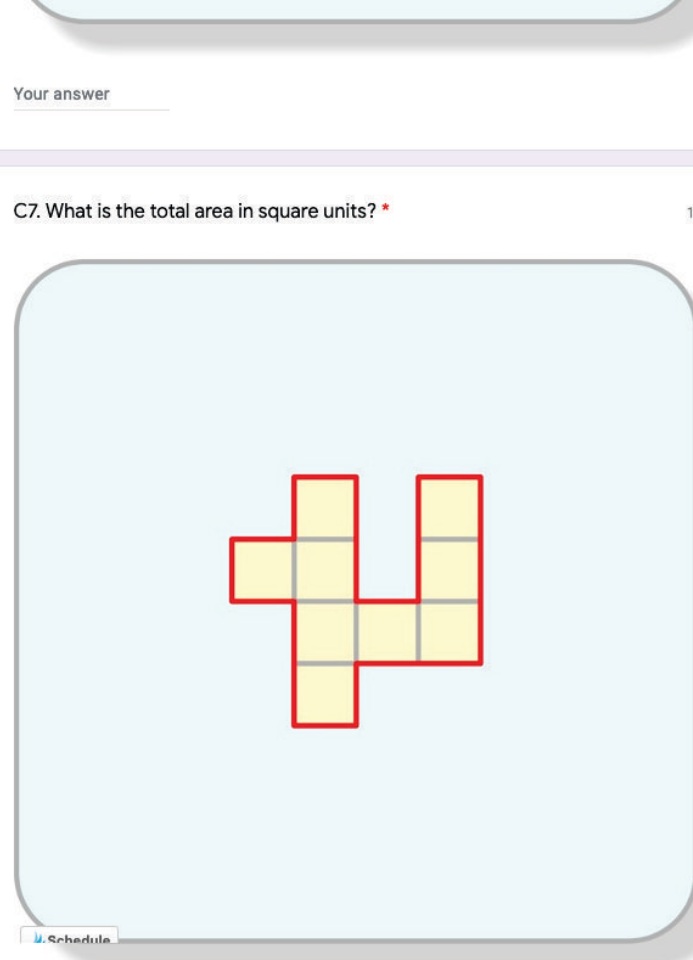 Your answer
C7. What is the total area in square units? *
1
Schedule